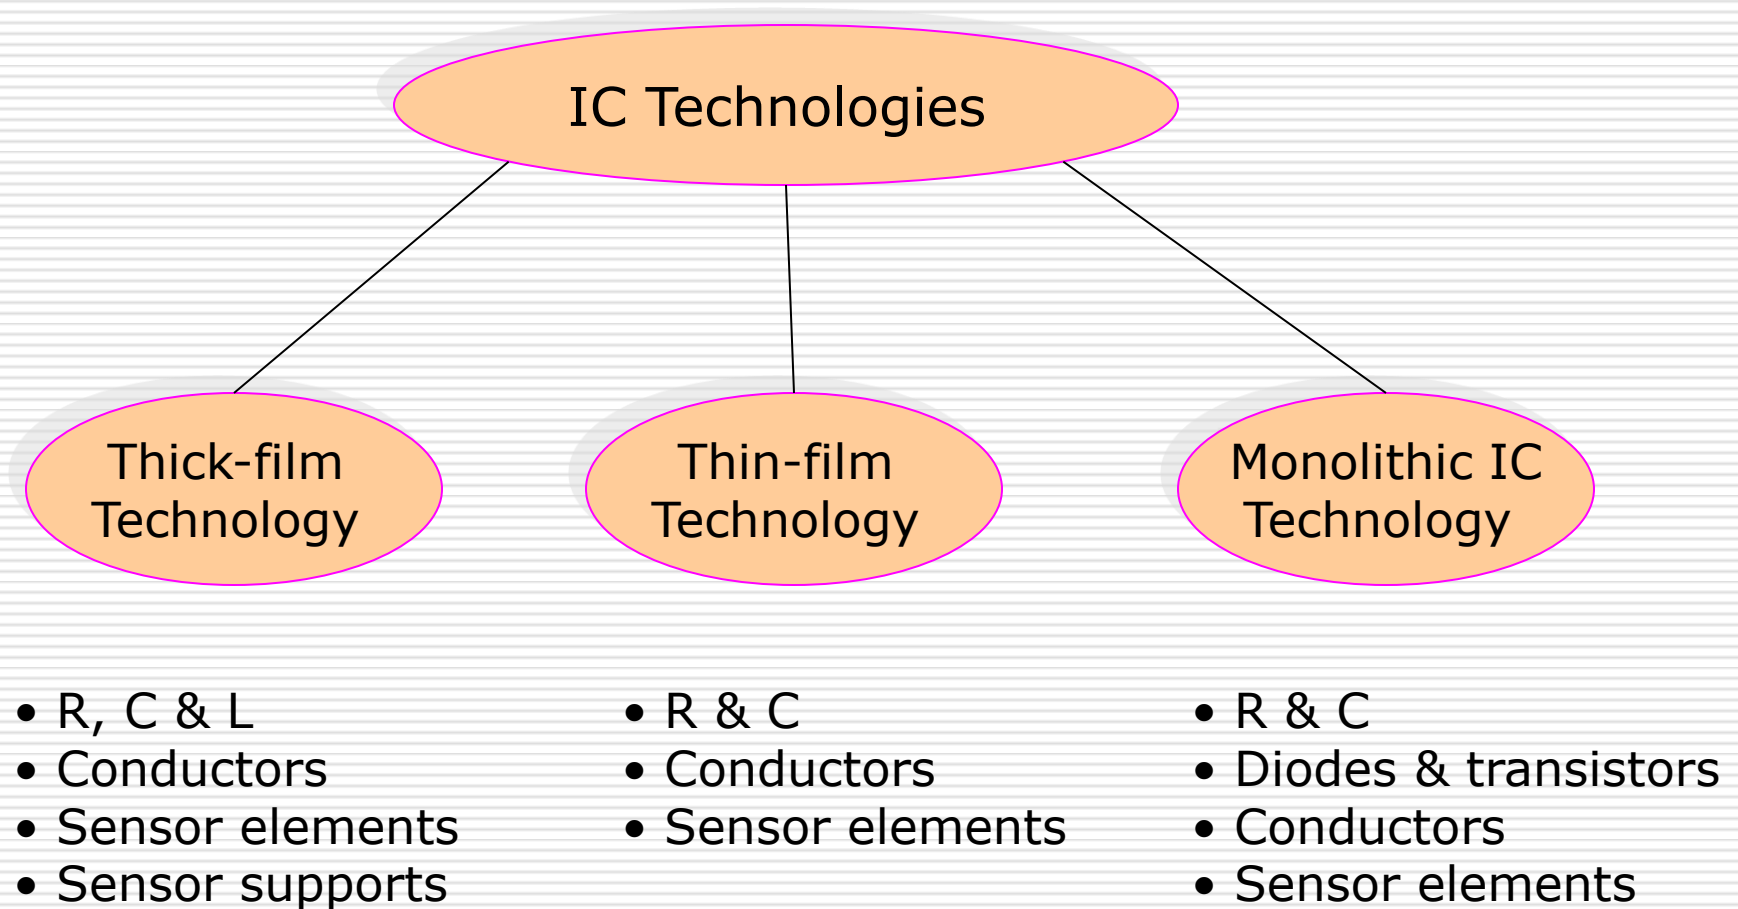 IC Technologies
Thick-film
Technology
Thin-film
Technology
Monolithic IC
Technology
• R, C & L
• Conductors
• Sensor elements
• Sensor supports
• R & C
• Conductors
• Sensor elements
• R & C
• Diodes & transistors
• Conductors
• Sensor elements